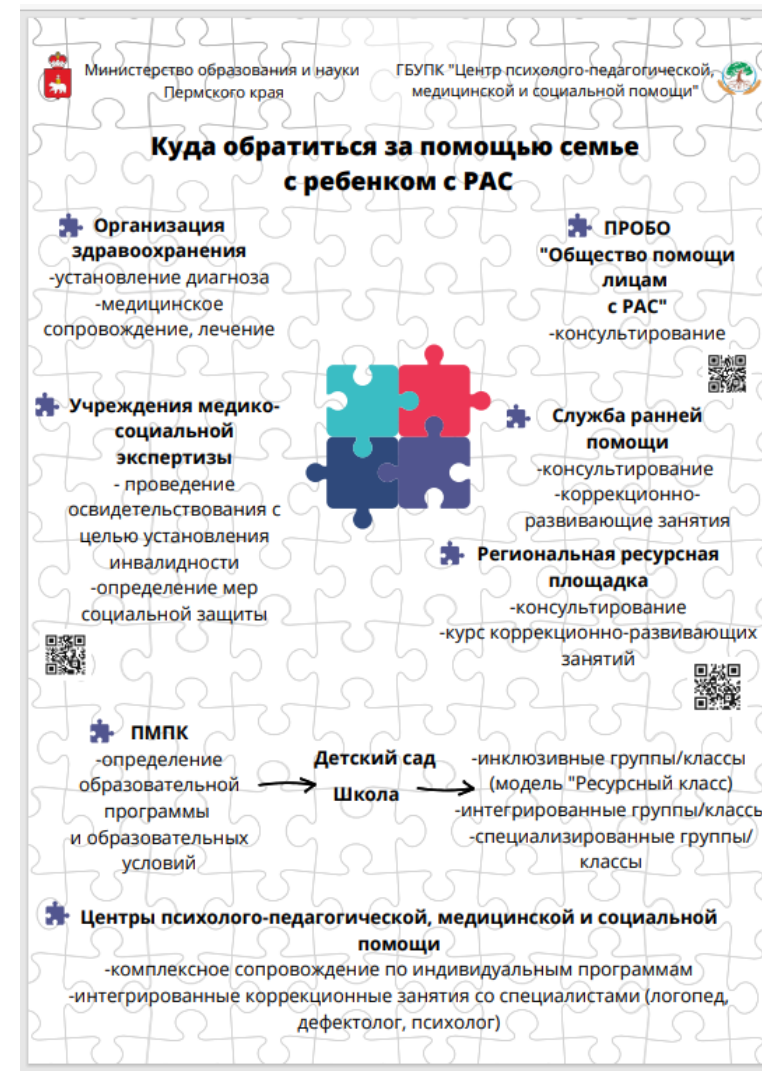 Министерство образования и науки
Пермского края
ГБУПК "Центр психолого-педагогической,
медицинской и социальной помощи"
Куда обратиться за помощью семье
с ребенком с РАС
Организация
здравоохранения
-установление диагноза
-медицинское
сопровождение, лечение
ПРОБО
"Общество помощи
лицам
с РАС"
-консультирование
Учреждения медико-
социальной
экспертизы
- проведение
освидетельствования с
целью установления
инвалидности
-определение мер
социальной защиты
Служба ранней
помощи
-консультирование
-коррекционно-
развивающие занятия
Региональная ресурсная
площадка
-консультирование
-курс коррекционно-развивающих
занятий
ПМПК
-определение
образовательной
программы
и образовательных
условий
Детский сад
Школа
-инклюзивные группы/классы
(модель "Ресурсный класс)
-интегрированные группы/классы
-специализированные группы/
классы
Центры психолого-педагогической, медицинской и социальной
помощи
-комплексное сопровождение по индивидуальным программам
-интегрированные коррекционные занятия со специалистами (логопед,
дефектолог, психолог)